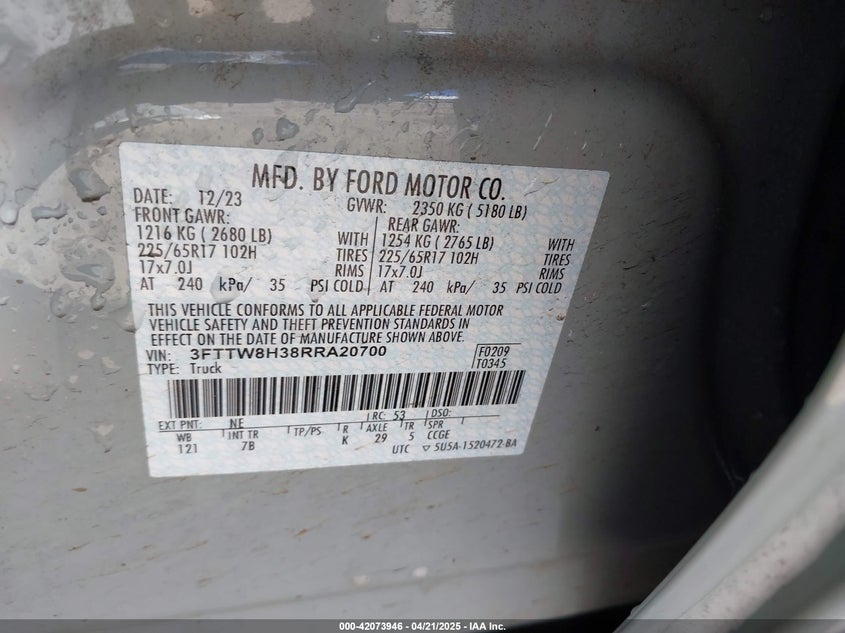 MFD. BY FORD MOTOR CO.
DATE: 12/23 GVWR: 2350 KG ( 5180 LB)
FRONT GAWR: REAR GAWR:
1216 KG ( 2680 LB) WITH 1254 KG ( 2765 LB) WITH
225/65R17 102H TIRES 225/65R17 102H TIRES
17x7.0J RIMS 17x7.0J RIMS
AT 240 kPa/ 35 PSI COLD AT 240 kPa/ 35 PSI COLD
THIS VEHICLE CONFORMS TO ALL APPLICABLE FEDERAL MOTOR
VEHICLE SAFETY AND THEFT PREVENTION STANDARDS IN
EFFECT ON THE DATE OF MANUFACTURE SHOWN ABOVE.
VIN: 3FTTW8H38RRA20700 F0209
TYPE: Truck T0345
EXT PNT: NE RC: 53 DSO:
WB INT TR TP/PS R AXLE TR SPR
121 7B K 29 5 CCGE
UTC ▽ 5U5A-1520472-BA
000-42073946 - 04/21/2025 - IAA Inc.